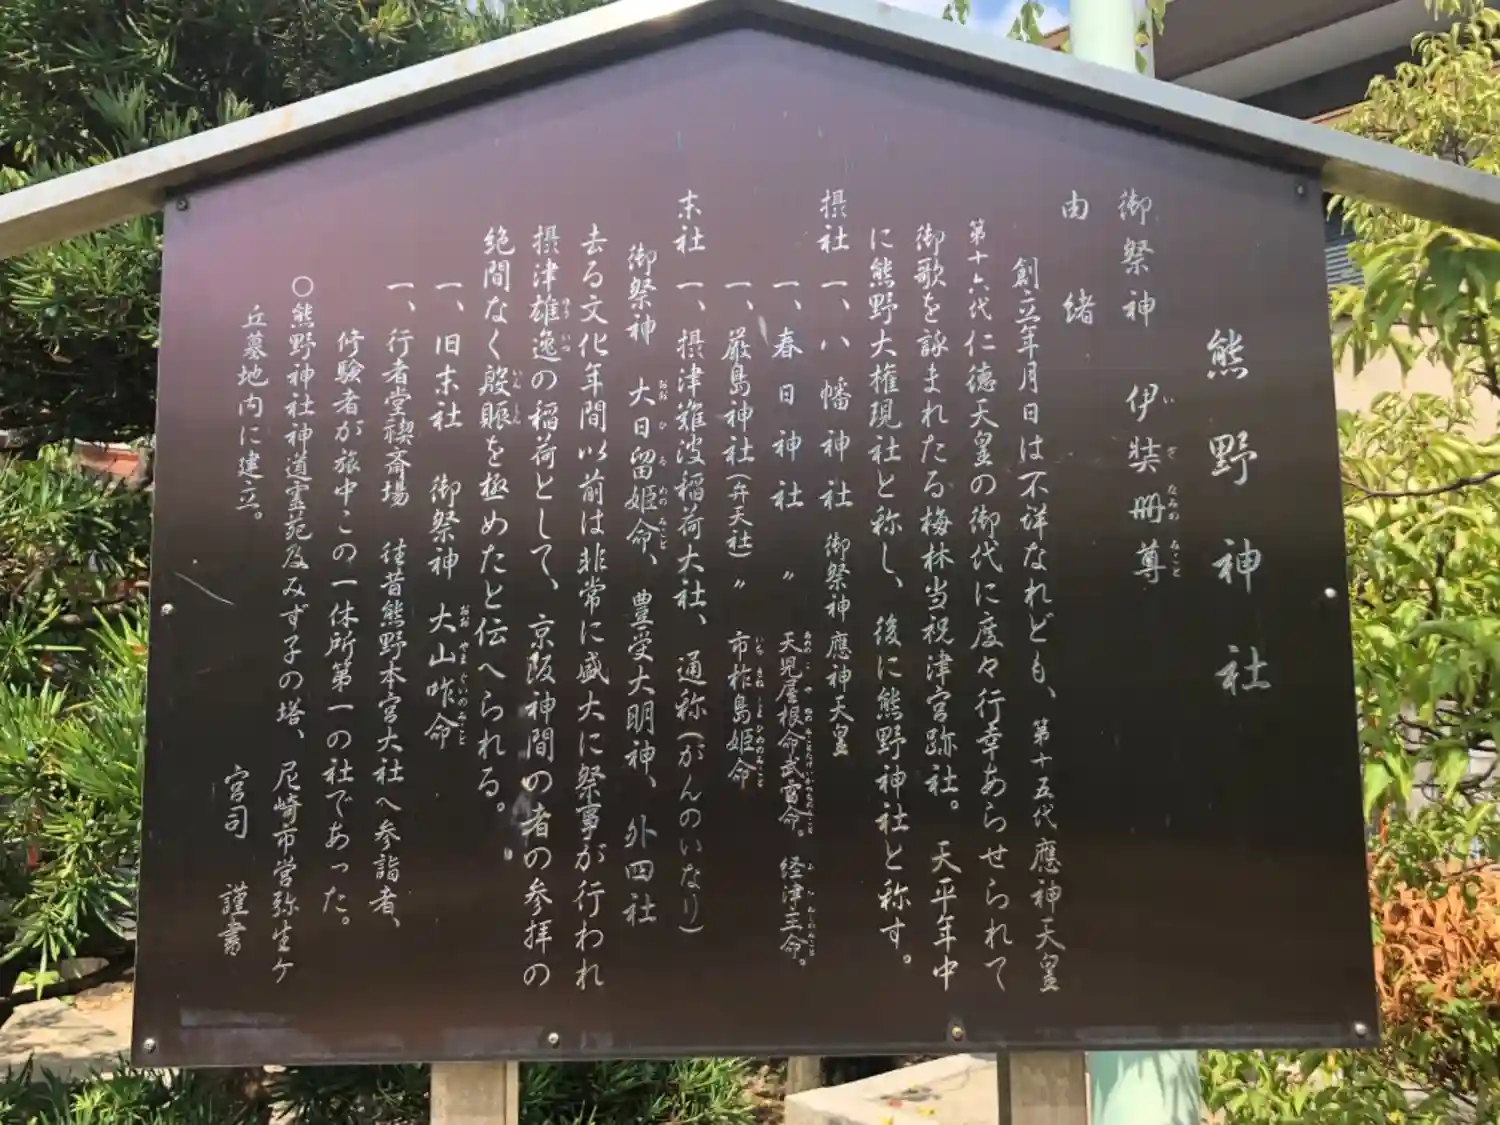 熊野神社
御祭神 伊奘冊尊
由緒
創立年月日は不詳なれども、第十五代應神天皇
第十六代仁徳天皇の御代に度々行幸あらせられて
御歌を詠まれたる梅林当祝津宮跡社。天平年中
に熊野大権現社と称し、後に熊野神社と称す。
摂社 一、八幡神社 御祭神 應神天皇
一、春日神社 〃 天児屋根命武甕命。経津主命。
一、厳島神社(弁天社) 〃 市杵島姫命
末社 一、摂津難波稲荷大社、通称(がんのいなり)
御祭神 大日留姫命、豊受大明神、外四社
去る文化年間以前は非常に盛大に祭事が行われ
摂津雄逸の稲荷として、京阪神間の者の参拝の
絶間なく殷賑を極めたと伝へられる。
一、旧末社 御祭神 大山咋命
一、行者堂禊斎場 往昔熊野本宮大社へ参詣者、
修験者が旅中この一休所第一の社であった。
○熊野神社神道霊苑及みず子の塔、尼崎市営弥生ケ
丘墓地内に建立。
宮司 謹書